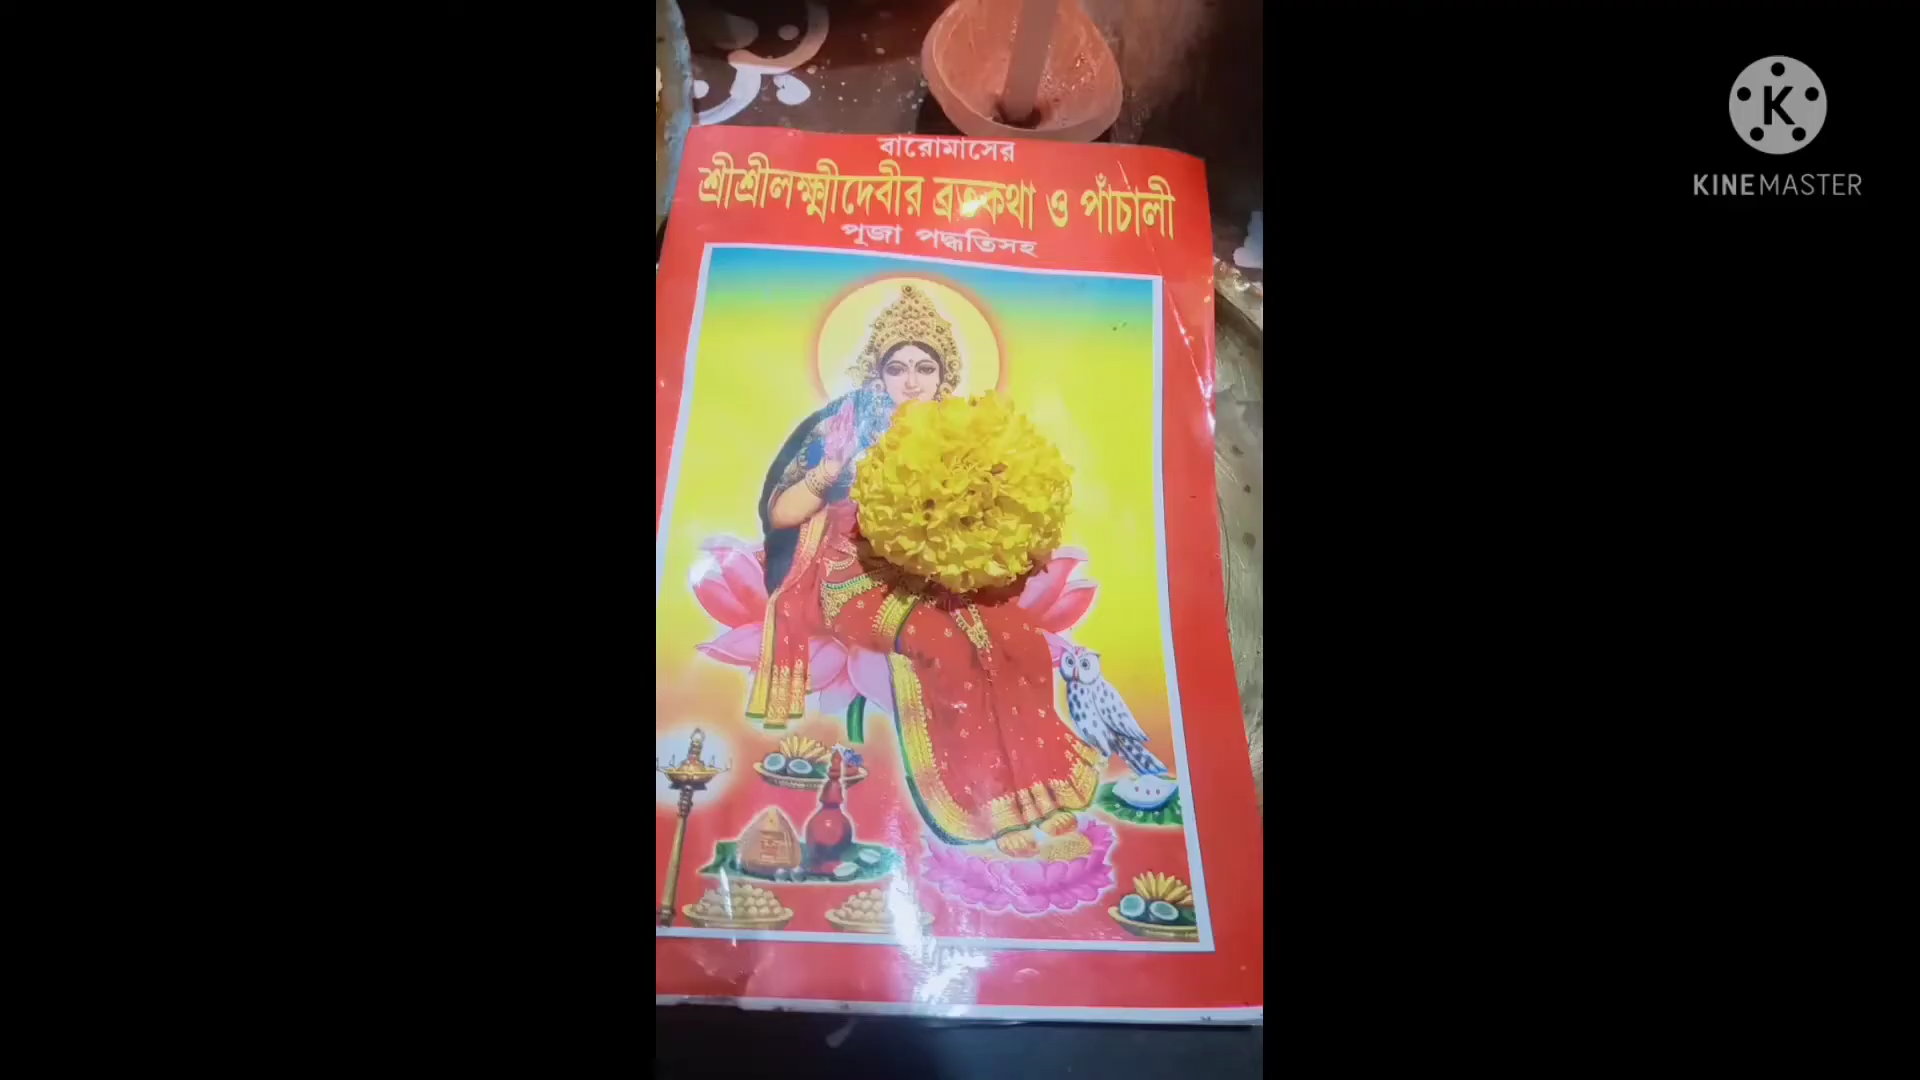 বারোমাসের
শ্রীশ্রীলক্ষ্মীদেবীর ব্রতকথা ও পাঁচালী
পূজা পদ্ধতিসহ
K
KINEMASTER